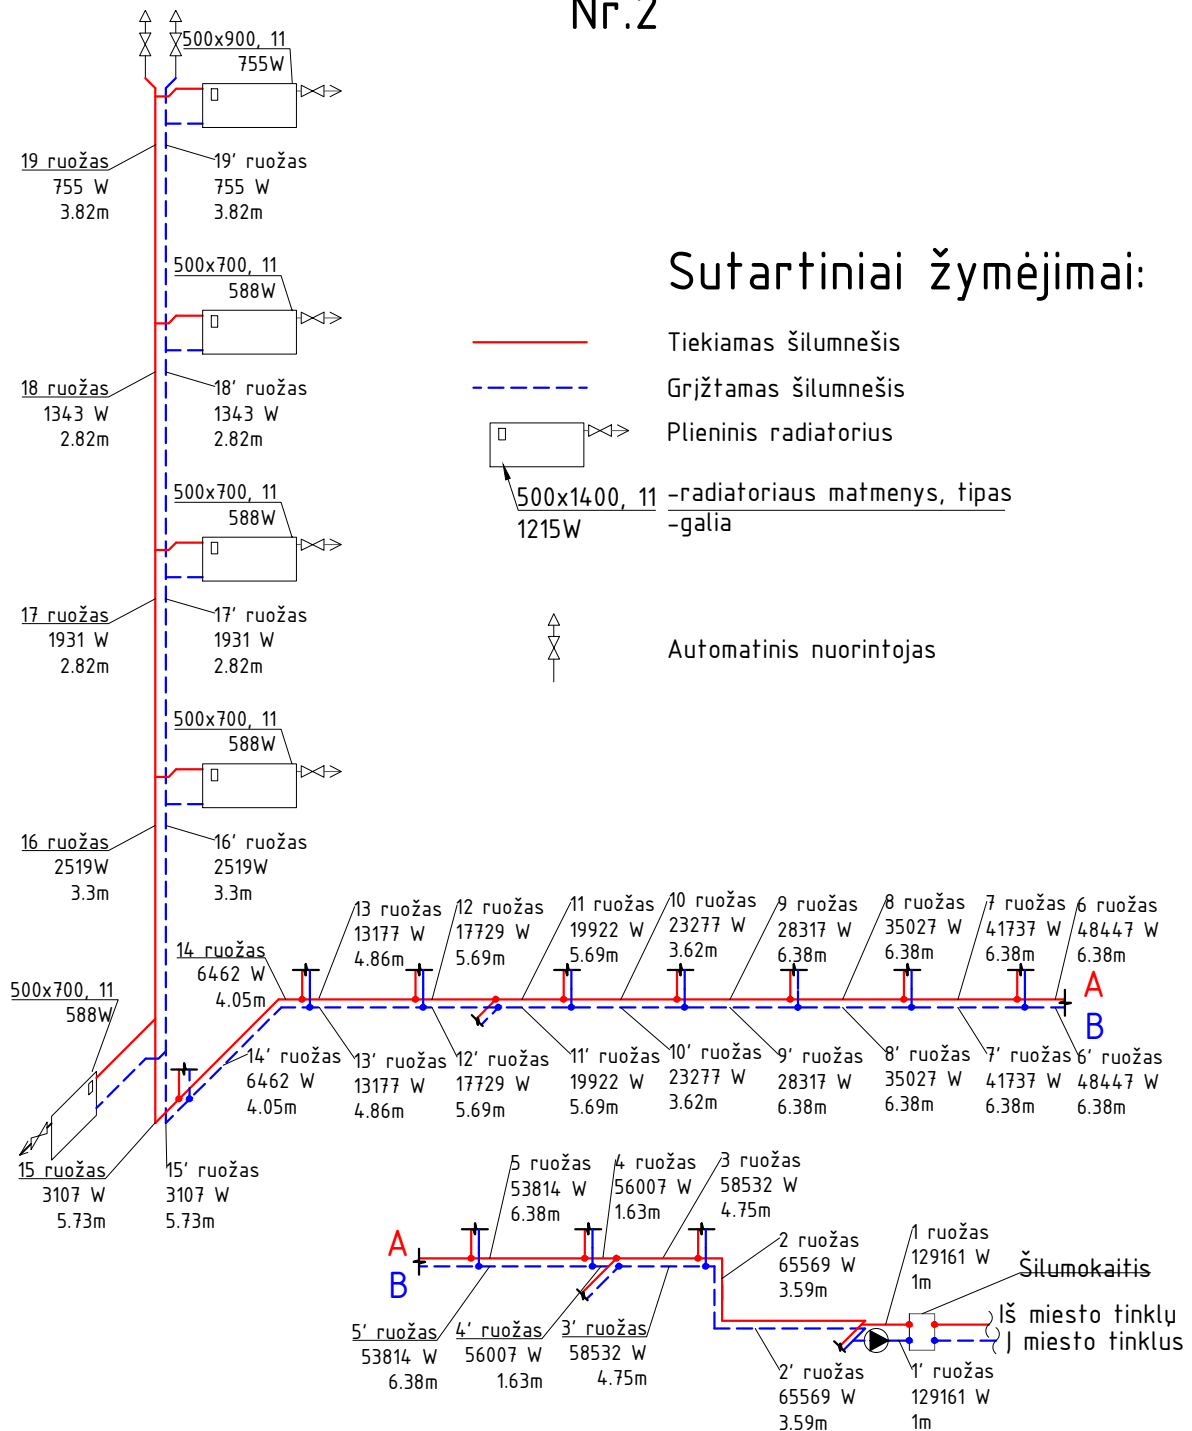 Nr.2
500x900, 11
755W
19 ruožas
755 W
3.82m
19' ruožas
755 W
3.82m
500x700, 11
588W
18 ruožas
1343 W
2.82m
18' ruožas
1343 W
2.82m
500x700, 11
588W
17 ruožas
1931 W
2.82m
17' ruožas
1931 W
2.82m
500x700, 11
588W
16 ruožas
2519W
3.3m
16' ruožas
2519W
3.3m
500x700, 11
588W
15 ruožas
3107 W
5.73m
15' ruožas
3107 W
5.73m
Sutartiniai žymėjimai:
Tiekiamas šilumnešis
Grįžtamas šilumnešis
Plieninis radiatorius
500x1400, 11
1215W
-radiatoriaus matmenys, tipas
-galia
Automatinis nuorintojas
14 ruožas
6462 W
4.05m
13 ruožas
13177 W
4.86m
12 ruožas
17729 W
5.69m
11 ruožas
19922 W
5.69m
10 ruožas
23277 W
3.62m
9 ruožas
28317 W
6.38m
8 ruožas
35027 W
6.38m
7 ruožas
41737 W
6.38m
6 ruožas
48447 W
6.38m
A
B
14' ruožas
6462 W
4.05m
13' ruožas
13177 W
4.86m
12' ruožas
17729 W
5.69m
11' ruožas
19922 W
5.69m
10' ruožas
23277 W
3.62m
9' ruožas
28317 W
6.38m
8' ruožas
35027 W
6.38m
7' ruožas
41737 W
6.38m
6' ruožas
48447 W
6.38m
A
B
5 ruožas
53814 W
6.38m
4 ruožas
56007 W
1.63m
3 ruožas
58532 W
4.75m
2 ruožas
65569 W
3.59m
1 ruožas
129161 W
1m
Šilumokaitis
Iš miesto tinklų
Į miesto tinklus
5' ruožas
53814 W
6.38m
4' ruožas
56007 W
1.63m
3' ruožas
58532 W
4.75m
2' ruožas
65569 W
3.59m
1' ruožas
129161 W
1m